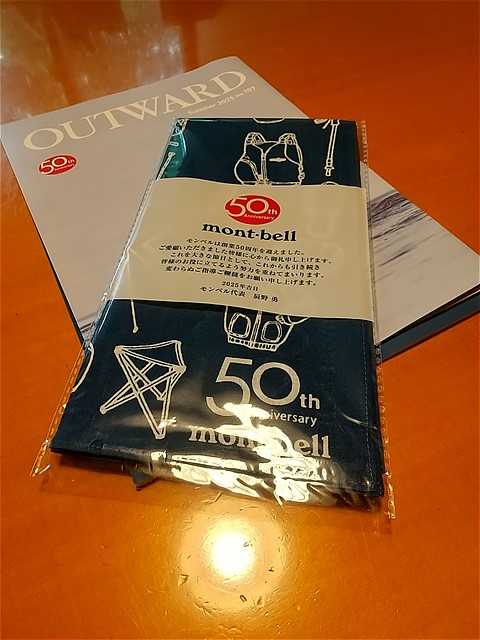 OUTWARD
Summer 2025 no.107
50th
Anniversary
50th
Anniversary
mont-bell
モンベルは創業50周年を迎えました。
ご愛顧いただきました皆様に心から御礼申し上げます。
これを大きな節目として、これからも引き続き
皆様のお役に立てるよう努力を重ねてまいります。
変わらぬご指導ご鞭撻をお願い申し上げます。
2025年吉日
モンベル代表 辰野 勇
50th
Anniversary
mont-bell